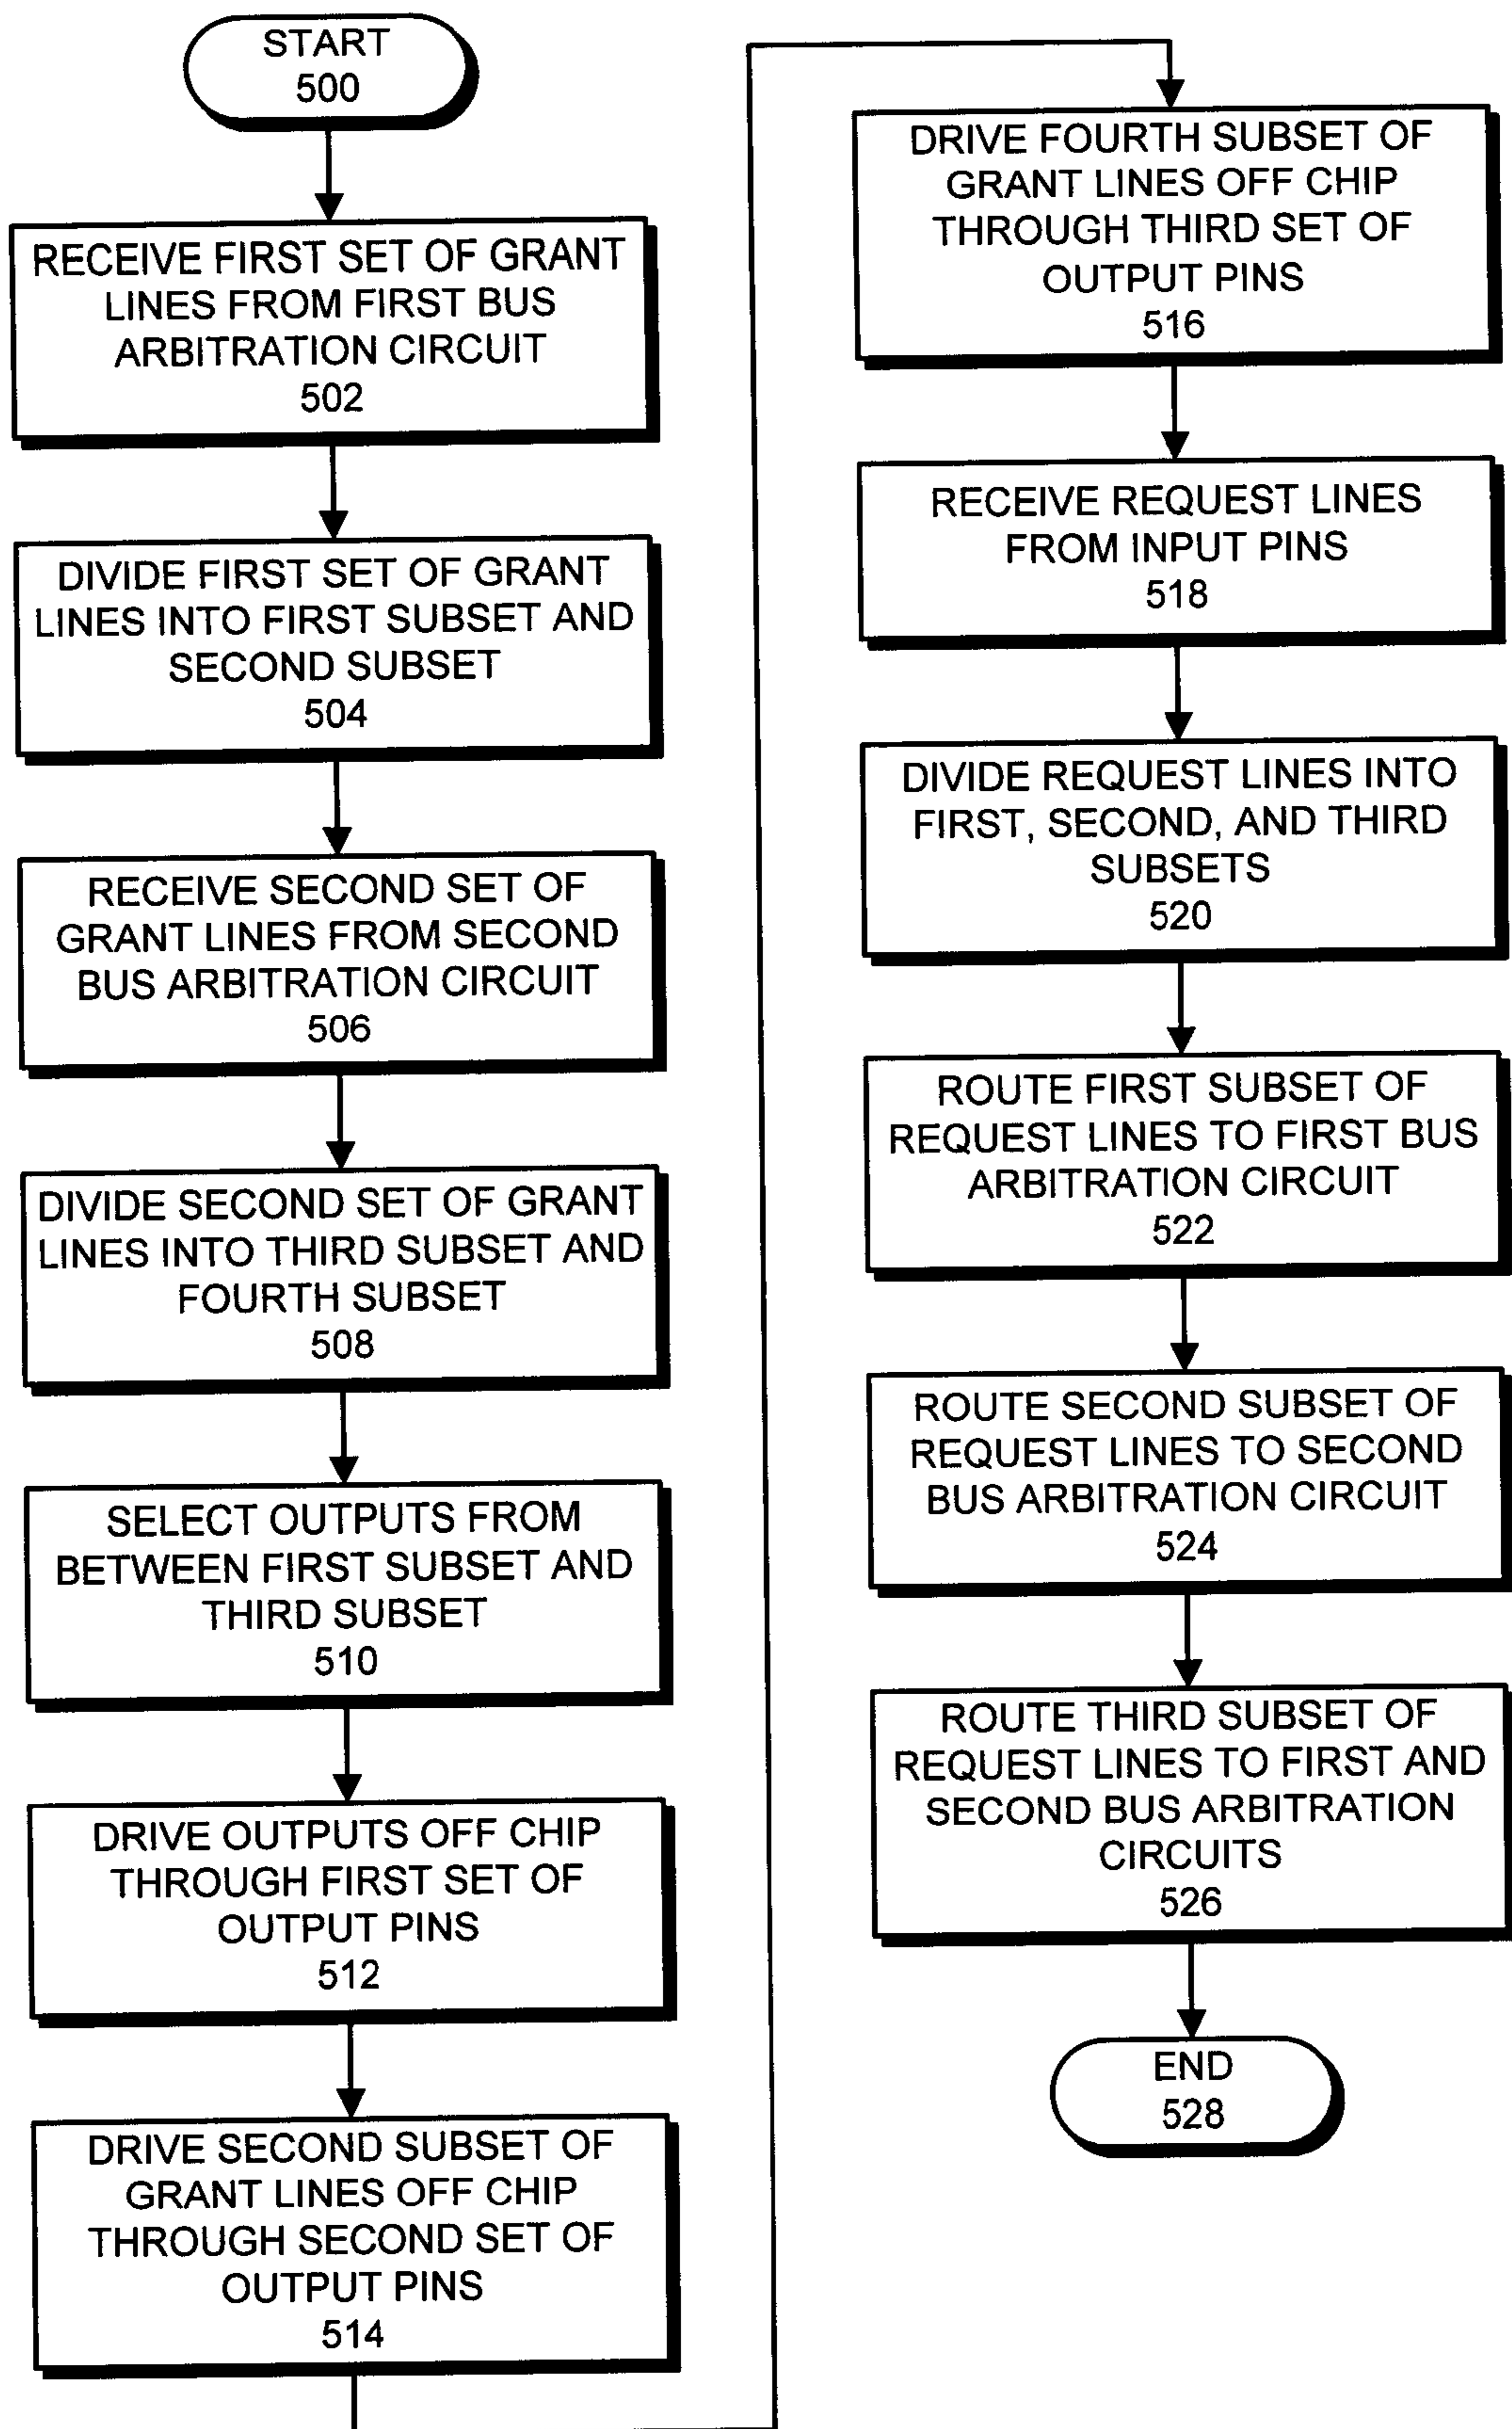 START
500
RECEIVE FIRST SET OF GRANT
LINES FROM FIRST BUS
ARBITRATION CIRCUIT
502
DIVIDE FIRST SET OF GRANT
LINES INTO FIRST SUBSET AND
SECOND SUBSET
504
RECEIVE SECOND SET OF
GRANT LINES FROM SECOND
BUS ARBITRATION CIRCUIT
506
DIVIDE SECOND SET OF GRANT
LINES INTO THIRD SUBSET AND
FOURTH SUBSET
508
SELECT OUTPUTS FROM
BETWEEN FIRST SUBSET AND
THIRD SUBSET
510
DRIVE OUTPUTS OFF CHIP
THROUGH FIRST SET OF
OUTPUT PINS
512
DRIVE SECOND SUBSET OF
GRANT LINES OFF CHIP
THROUGH SECOND SET OF
OUTPUT PINS
514
DRIVE FOURTH SUBSET OF
GRANT LINES OFF CHIP
THROUGH THIRD SET OF
OUTPUT PINS
516
RECEIVE REQUEST LINES
FROM INPUT PINS
518
DIVIDE REQUEST LINES INTO
FIRST, SECOND, AND THIRD
SUBSETS
520
ROUTE FIRST SUBSET OF
REQUEST LINES TO FIRST BUS
ARBITRATION CIRCUIT
522
ROUTE SECOND SUBSET OF
REQUEST LINES TO SECOND
BUS ARBITRATION CIRCUIT
524
ROUTE THIRD SUBSET OF
REQUEST LINES TO FIRST AND
SECOND BUS ARBITRATION
CIRCUITS
526
END
528